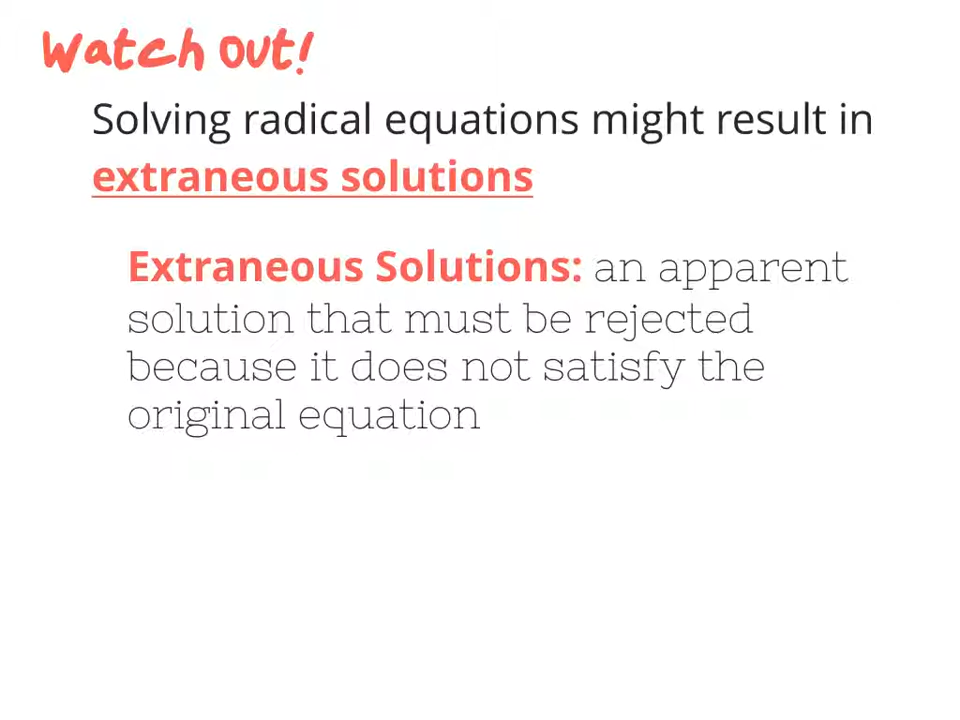 Watch out!
Solving radical equations might result in
extraneous solutions
Extraneous Solutions: an apparent
solution that must be rejected
because it does not satisfy the
original equation